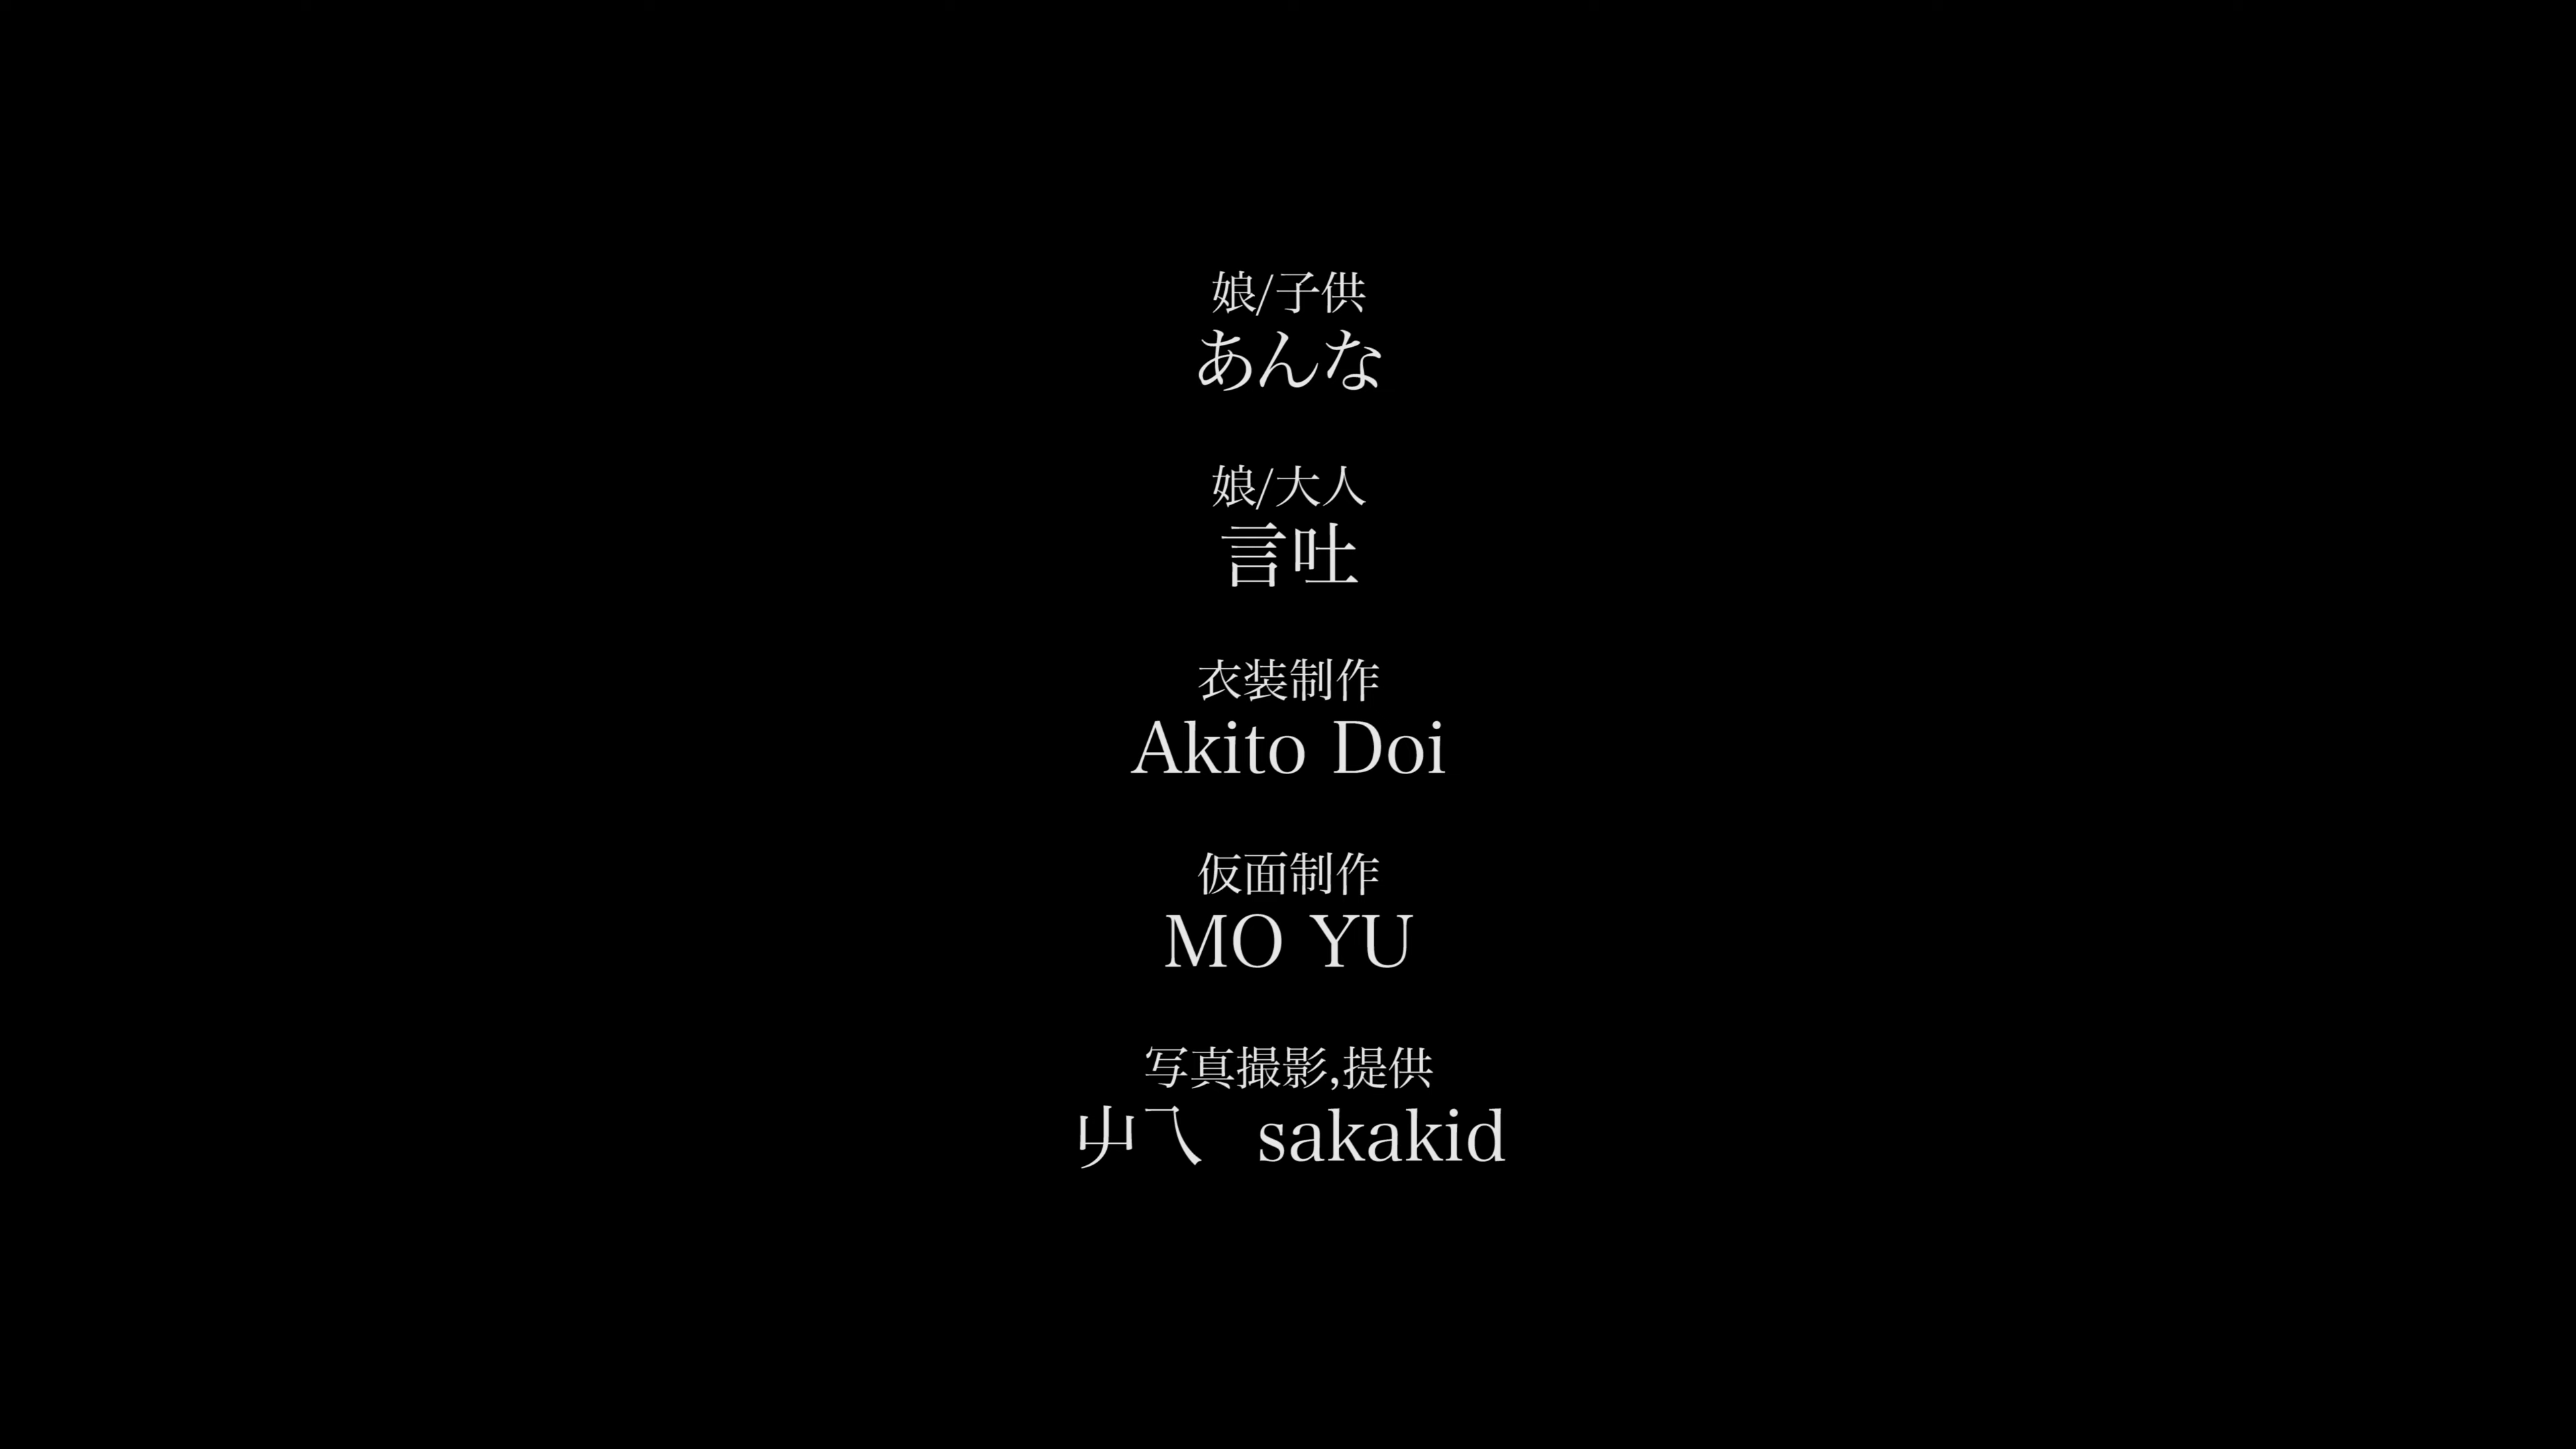 娘/子供
あんな
娘/大人
言吐
衣装制作
Akito Doi
仮面制作
MO YU
写真撮影,提供
sakakid